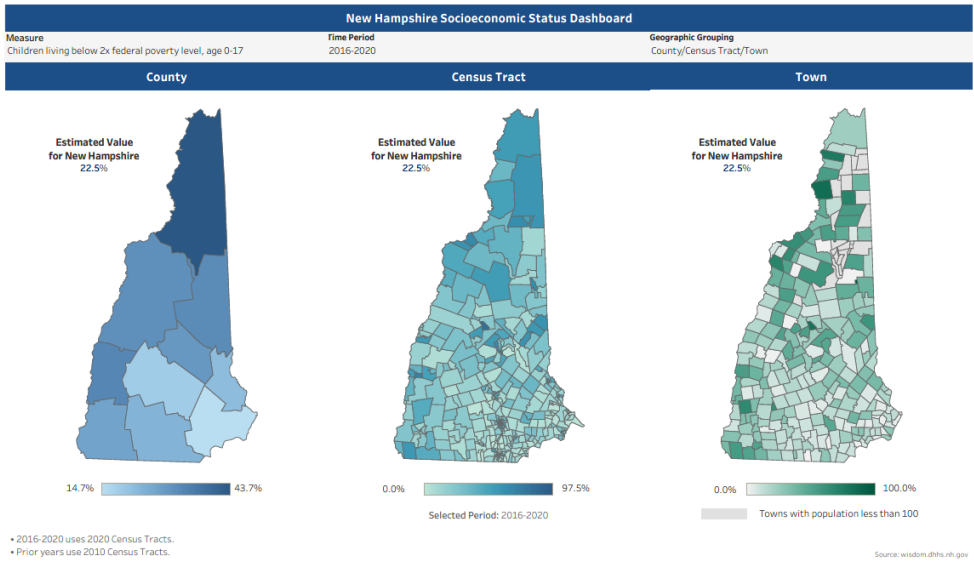 New Hampshire Socioeconomic Status Dashboard
Measure
Time Period
Geographic Grouping
Children living below 2x federal poverty level, age 0-17
2016-2020
County/Census Tract/Town
County
Census Tract
Town
Estimated Value
for New Hampshire
22.5%
Estimated Value
for New Hampshire
22.5%
Estimated Value
for New Hampshire
22.5%
14.7%
43.7%
0.0%
97.5%
0.0%
100.0%
Selected Period: 2016-2020
Towns with population less than 100
• 2016-2020 uses 2020 Census Tracts.
• Prior years use 2010 Census Tracts.
Source: wisdom.dhhs.nh.gov